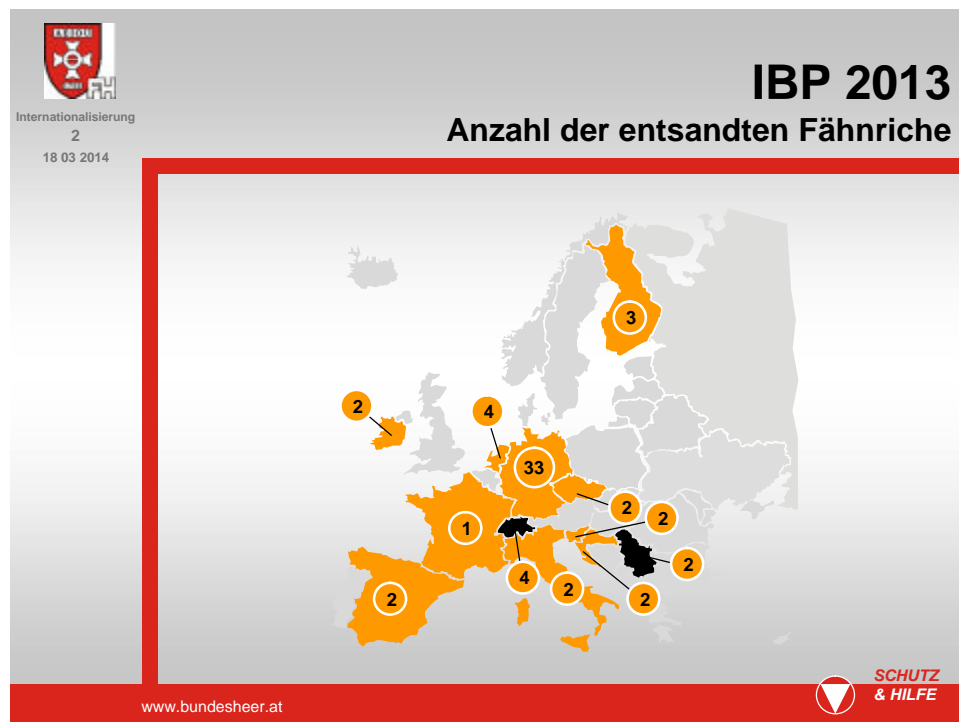 Internationalisierung
2
18 03 2014
IBP 2013
Anzahl der entsandten Fähnriche
3
2
4
33
2
2
1
2
4
2
2
2
www.bundesheer.at
SCHUTZ
& HILFE
FH